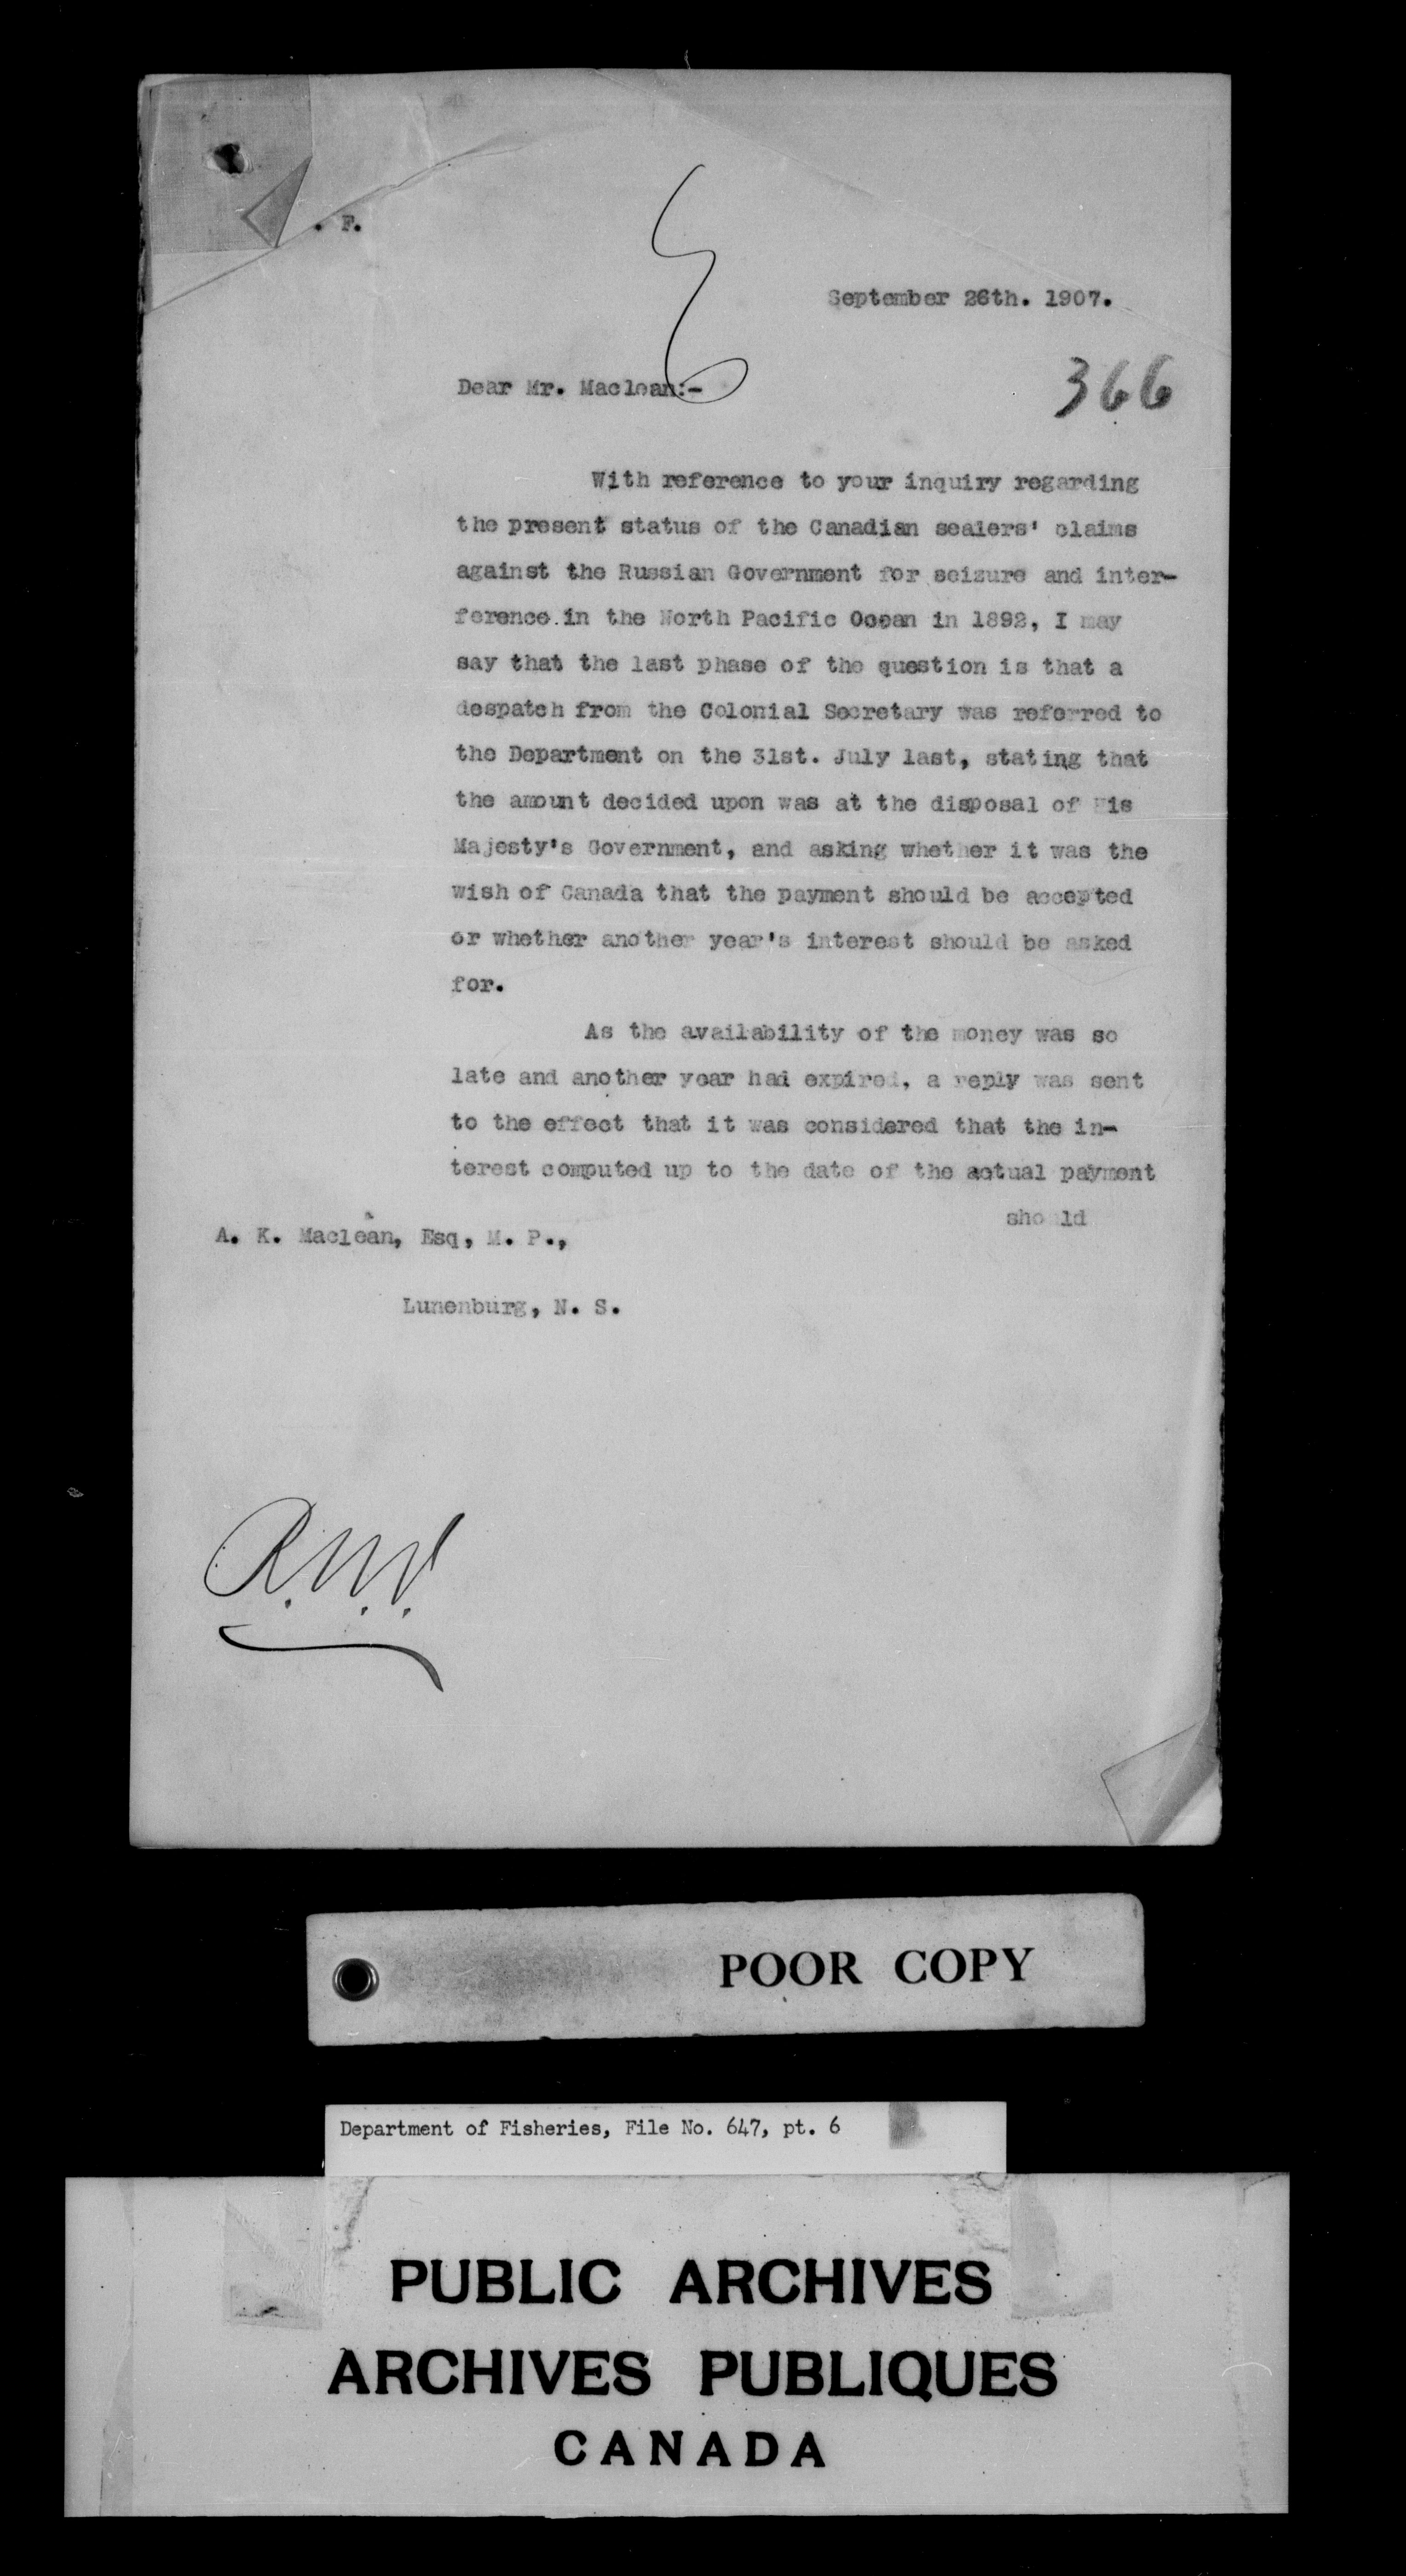 . F.
September 26th. 1907.
366
Dear Mr. Maclean:-
With reference to your inquiry regarding
the present status of the Canadian sealers' claims
against the Russian Government for seizure and inter-
ference in the North Pacific Ocean in 1892, I may
say that the last phase of the question is that a
despatch from the Colonial Secretary was referred to
the Department on the 31st. July last, stating that
the amount decided upon was at the disposal of His
Majesty's Government, and asking whether it was the
wish of Canada that the payment should be accepted
or whether another year's interest should be asked
for.
As the availability of the money was so
late and another year had expired, a reply was sent
to the effect that it was considered that the in-
terest computed up to the date of the actual payment
should
A. K. Maclean, Esq, M. P.,
Lunenburg, N. S.
POOR COPY
Department of Fisheries, File No. 647, pt. 6
PUBLIC ARCHIVES
ARCHIVES PUBLIQUES
CANADA